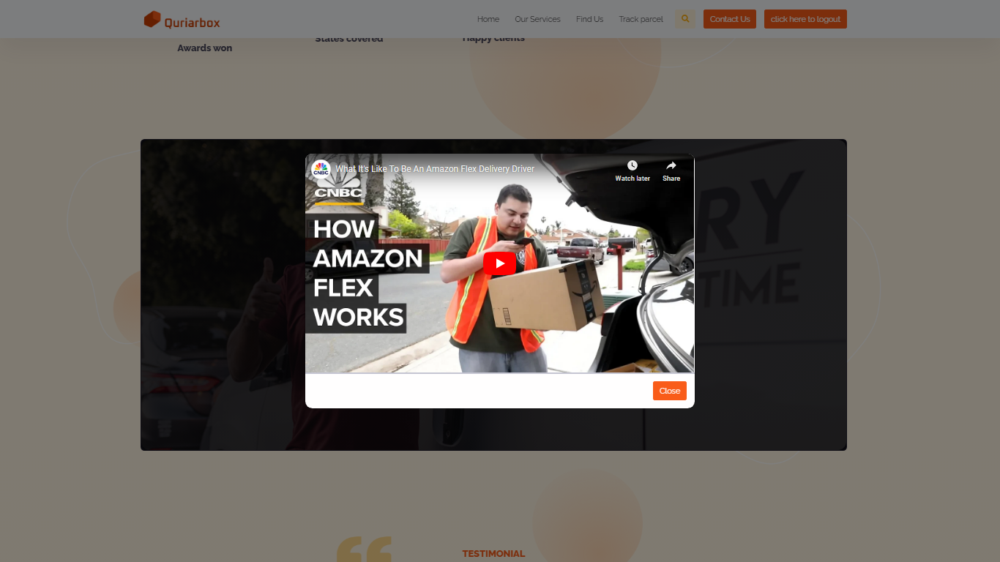 Quriarbox
Home
Our Services
Find Us
Track parcel
Contact Us
click here to logout
Awards won
States covered
Happy clients
CNBC
What It's Like To Be An Amazon Flex Delivery Driver
Watch later
Share
CNBC
HOW
AMAZON
FLEX
WORKS
RY
TIME
Close
TESTIMONIAL